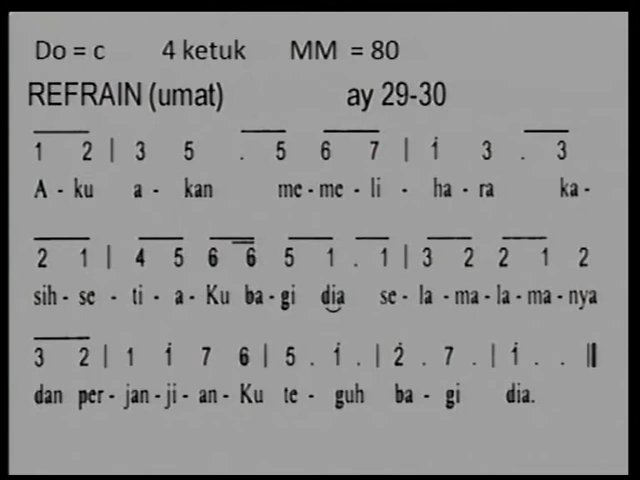 Do = c 4 ketuk MM = 80
REFRAIN (umat) ay 29-30
1 2 | 3 5 . 5 6 7 | 1̇ 3 . 3
A - ku a - kan me - me - li - ha - ra ka -
2 1 | 4 5 6 6 5 1 . 1 | 3 2 2 1 2
sih - se - ti - a - Ku ba - gi dia se - la - ma - la - ma - nya
3 2 | 1 1̇ 7 6 | 5 . 1̇ . | 2̇ . 7 . | 1̇ . . ||
dan per - jan - ji - an - Ku te - guh ba - gi dia.